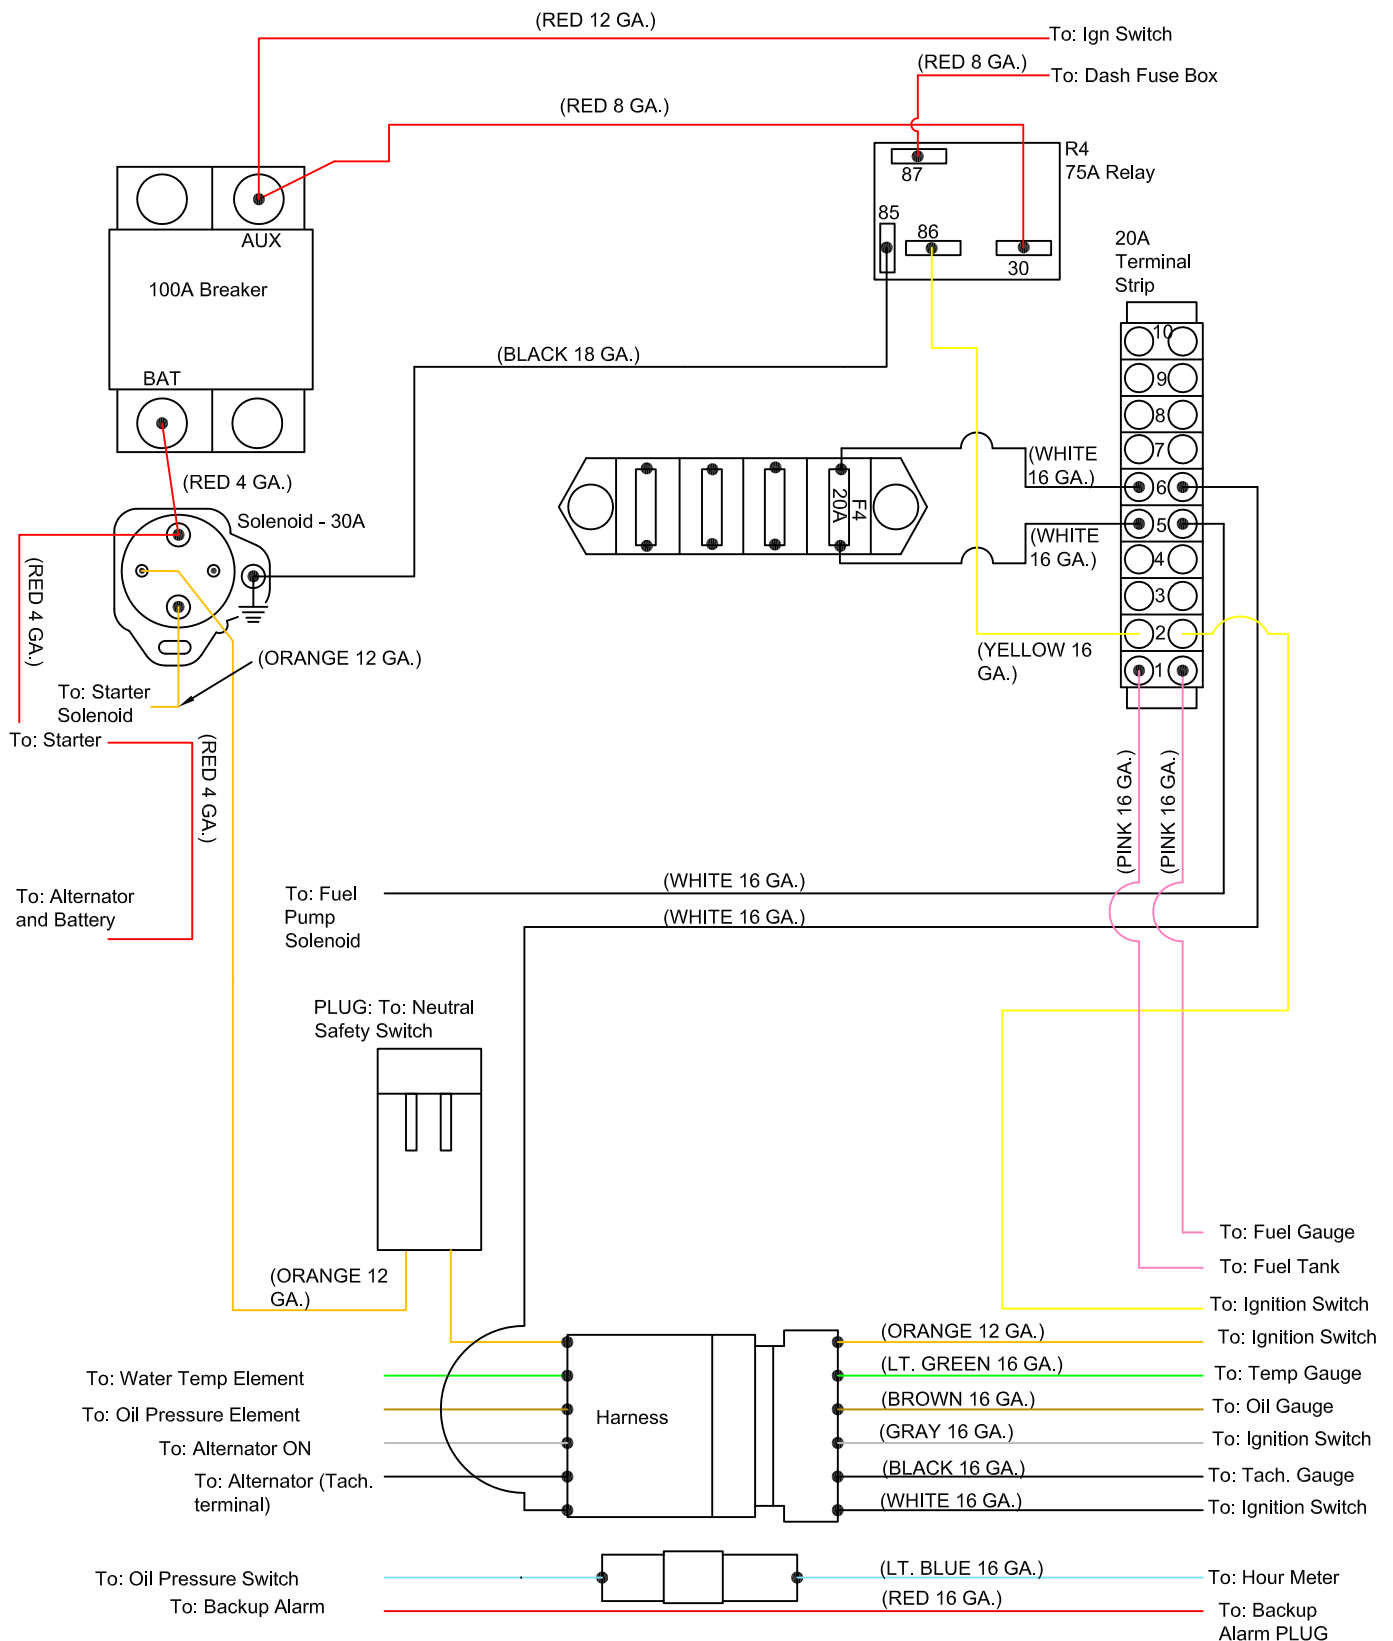 (RED 12 GA.)
To: Ign Switch
(RED 8 GA.)
To: Dash Fuse Box
(RED 8 GA.)
R4
75A Relay
87
85
86
30
AUX
100A Breaker
BAT
20A
Terminal
Strip
10
9
8
7
6
5
4
3
2
1
(BLACK 18 GA.)
(WHITE
16 GA.)
(WHITE
16 GA.)
F4
20A
(RED 4 GA.)
Solenoid - 30A
(RED 4 GA.)
(ORANGE 12 GA.)
(YELLOW 16
GA.)
To: Starter
Solenoid
To: Starter
(RED 4 GA.)
(PINK 16 GA.)
(PINK 16 GA.)
To: Alternator
and Battery
To: Fuel
Pump
Solenoid
(WHITE 16 GA.)
(WHITE 16 GA.)
PLUG: To: Neutral
Safety Switch
To: Fuel Gauge
To: Fuel Tank
(ORANGE 12
GA.)
To: Ignition Switch
(ORANGE 12 GA.)
To: Ignition Switch
To: Water Temp Element
(LT. GREEN 16 GA.)
To: Temp Gauge
To: Oil Pressure Element
Harness
(BROWN 16 GA.)
To: Oil Gauge
To: Alternator ON
(GRAY 16 GA.)
To: Ignition Switch
To: Alternator (Tach.
terminal)
(BLACK 16 GA.)
To: Tach. Gauge
(WHITE 16 GA.)
To: Ignition Switch
To: Oil Pressure Switch
(LT. BLUE 16 GA.)
To: Hour Meter
To: Backup Alarm
(RED 16 GA.)
To: Backup
Alarm PLUG